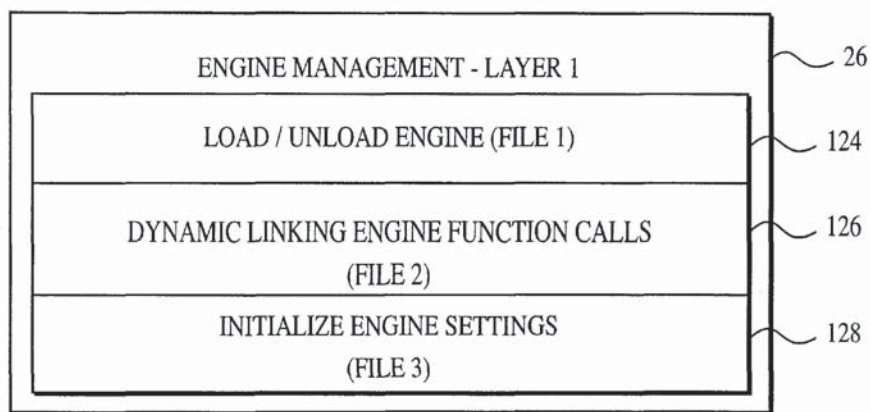 ENGINE MANAGEMENT - LAYER 1
26
LOAD / UNLOAD ENGINE (FILE 1)
124
DYNAMIC LINKING ENGINE FUNCTION CALLS
(FILE 2)
126
INITIALIZE ENGINE SETTINGS
(FILE 3)
128